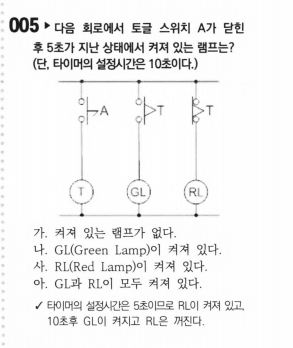 005 ▶ 다음 회로에서 토글 스위치 A가 닫힌
후 5초가 지난 상태에서 켜져 있는 램프는?
(단, 타이머의 설정시간은 10초이다.)
A T T
T GL RL
가. 켜져 있는 램프가 없다.
나. GL(Green Lamp)이 켜져 있다.
사. RL(Red Lamp)이 켜져 있다.
아. GL과 RL이 모두 켜져 있다.
✓ 타이머의 설정시간은 5초이므로 RL이 켜져 있고,
10초후 GL이 켜지고 RL은 꺼진다.